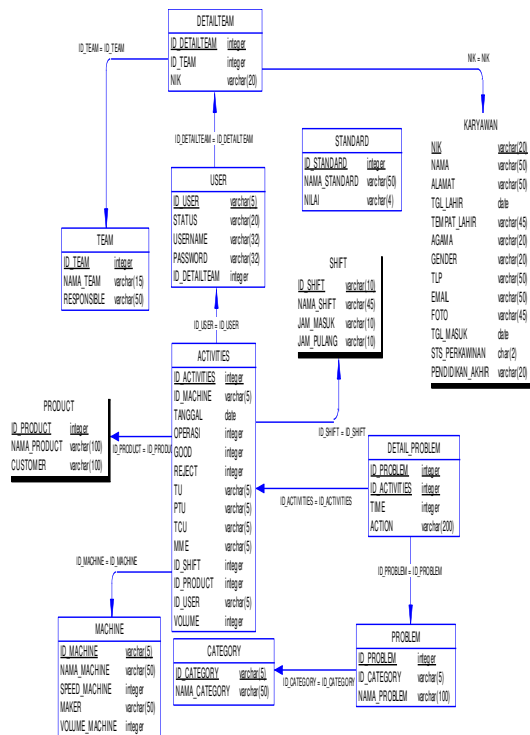 DETAILTEAM
ID_DETAILTEAM integer
ID_TEAM integer
NIK varchar(20)
ID_TEAM = ID_TEAM
NIK = NIK
ID_DETAILTEAM = ID_DETAILTEAM
KARYAWAN
NIK varchar(20)
NAMA varchar(50)
ALAMAT varchar(50)
TGL_LAHIR date
TEMPAT_LAHIR varchar(45)
AGAMA varchar(20)
GENDER varchar(20)
TLP varchar(50)
EMAIL varchar(50)
FOTO varchar(45)
TGL_MASUK date
STS_PERKAWINAN char(2)
PENDIDIKAN_AKHIR varchar(20)
STANDARD
ID_STANDARD integer
NAMA_STANDARD varchar(50)
NILAI varchar(4)
USER
ID_USER varchar(5)
STATUS varchar(20)
USERNAME varchar(32)
PASSWORD varchar(32)
ID_DETAILTEAM integer
TEAM
ID_TEAM integer
NAMA_TEAM varchar(15)
RESPONSIBLE varchar(50)
SHIFT
ID_SHIFT varchar(10)
NAMA_SHIFT varchar(45)
JAM_MASUK varchar(10)
JAM_PULANG varchar(10)
ID_USER = ID_USER
ACTIVITIES
ID_ACTIVITIES integer
ID_MACHINE varchar(5)
TANGGAL date
OPERASI integer
GOOD integer
REJECT integer
TU varchar(5)
PTU varchar(5)
TCU varchar(5)
MME varchar(5)
ID_SHIFT integer
ID_PRODUCT integer
ID_USER varchar(5)
VOLUME integer
PRODUCT
ID_PRODUCT integer
NAMA_PRODUCT varchar(100)
CUSTOMER varchar(100)
ID_PRODUCT = ID_PRODU
ID_SHIFT = ID_SHIFT
DETAIL_PROBLEM
ID_PROBLEM integer
ID_ACTIVITIES integer
TIME integer
ACTION varchar(200)
ID_ACTIVITIES = ID_ACTIVITIES
ID_MACHINE = ID_MACHINE
ID_PROBLEM = ID_PROBLEM
MACHINE
ID_MACHINE varchar(5)
NAMA_MACHINE varchar(50)
SPEED_MACHINE integer
MAKER varchar(50)
VOLUME_MACHINE integer
CATEGORY
ID_CATEGORY varchar(5)
NAMA_CATEGORY varchar(50)
ID_CATEGORY = ID_CATEGORY
PROBLEM
ID_PROBLEM integer
ID_CATEGORY varchar(5)
NAMA_PROBLEM varchar(100)